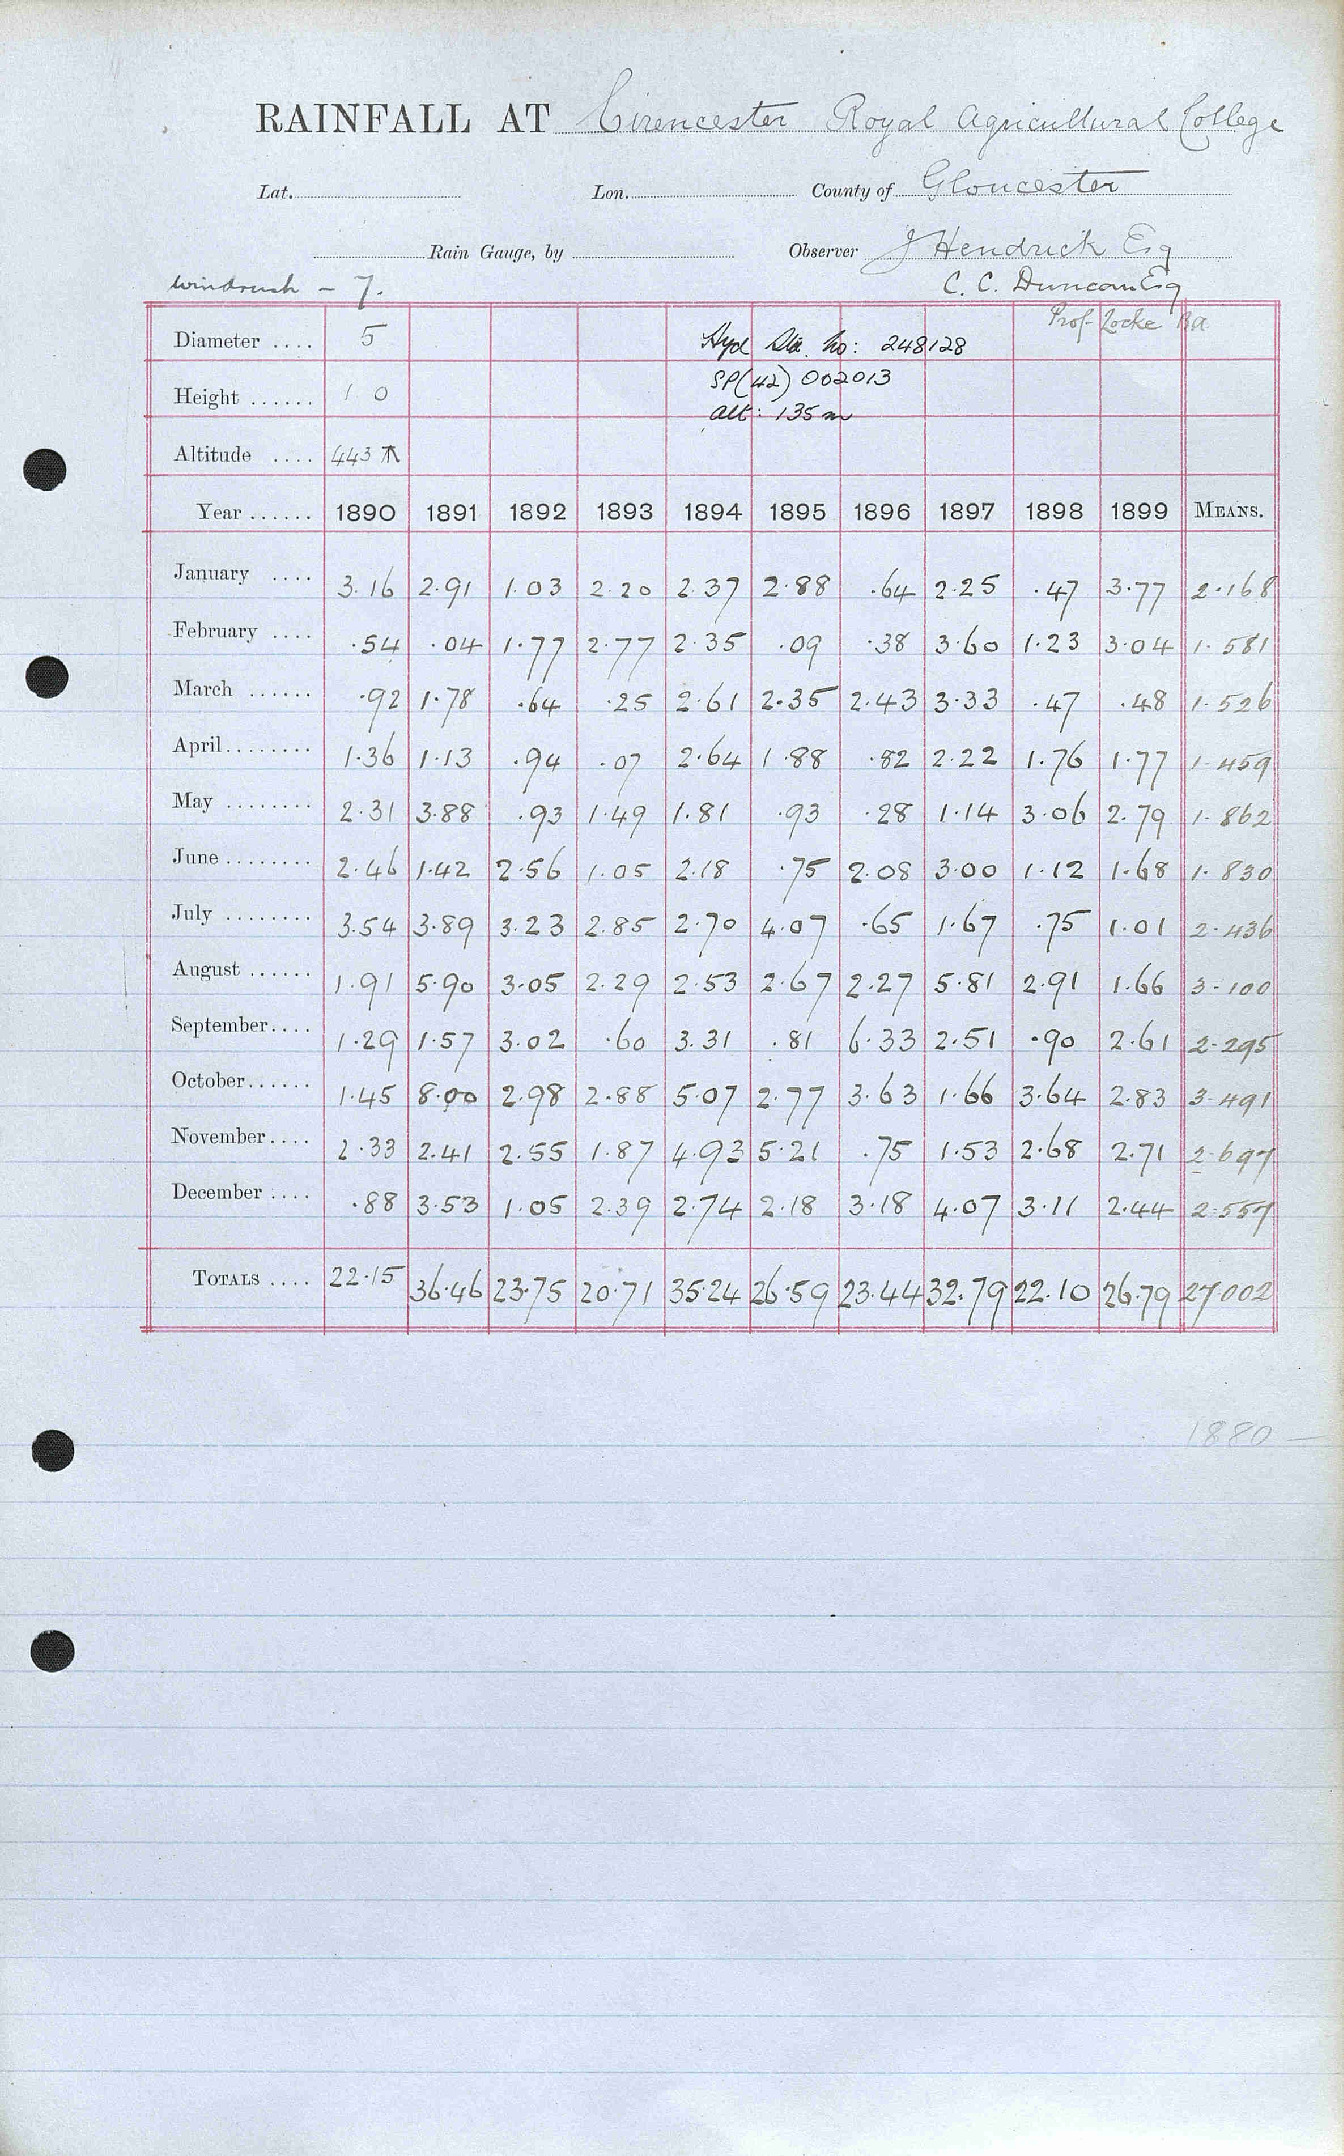 RAINFALL AT Cirencester Royal Agricultural College
Lat. Lon. County of Gloucester
Rain Gauge, by Observer J Hendrick Esq
Windrush - 7. C. C. Duncan Esq
Prof. Locke Ba
Diameter .... 5 Hyd Sta. No: 248128
SP(42) 002013
Height ...... 1 0
alt: 135m
Altitude .... 443
Year ...... 1890 1891 1892 1893 1894 1895 1896 1897 1898 1899 MEANS.
January .... 3.16 2.91 1.03 2.20 2.37 2.88 .64 2.25 .47 3.77 2.168
February .... .54 .04 1.77 2.77 2.35 .09 .38 3.60 1.23 3.04 1.581
March ...... .92 1.78 .64 .25 2.61 2.35 2.43 3.33 .47 .48 1.526
April........ 1.36 1.13 .94 .07 2.64 1.88 .82 2.22 1.76 1.77 1.459
May ........ 2.31 3.88 .93 1.49 1.81 .93 .28 1.14 3.06 2.79 1.862
June ........ 2.46 1.42 2.56 1.05 2.18 .75 2.08 3.00 1.12 1.68 1.830
July ........ 3.54 3.89 3.23 2.85 2.70 4.07 .65 1.67 .75 1.01 2.436
August ...... 1.91 5.90 3.05 2.29 2.53 2.67 2.27 5.81 2.91 1.66 3.100
September.... 1.29 1.57 3.02 .60 3.31 .81 6.33 2.51 .90 2.61 2.295
October...... 1.45 8.00 2.98 2.88 5.07 2.77 3.63 1.66 3.64 2.83 3.491
November.... 2.33 2.41 2.55 1.87 4.93 5.21 .75 1.53 2.68 2.71 2.697
December .... .88 3.53 1.05 2.39 2.74 2.18 3.18 4.07 3.11 2.44 2.557
TOTALS .... 22.15 36.46 23.75 20.71 35.24 26.59 23.44 32.79 22.10 26.79 27.002
1880 —